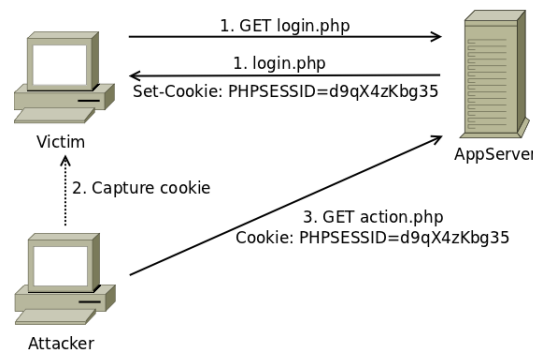 1. GET login.php
1. login.php
Set-Cookie: PHPSESSID=d9qX4zKbg35
Victim
AppServer
2. Capture cookie
3. GET action.php
Cookie: PHPSESSID=d9qX4zKbg35
Attacker